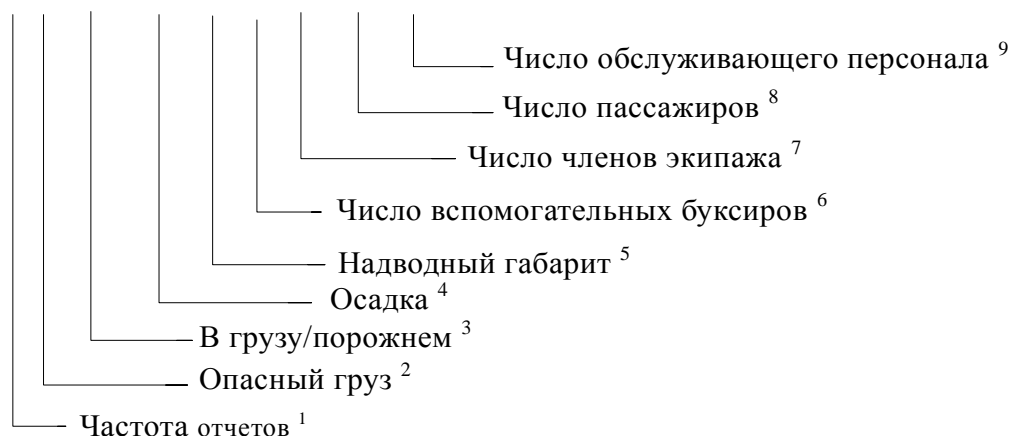 Число обслуживающего персонала ⁹
Число пассажиров ⁸
Число членов экипажа ⁷
Число вспомогательных буксиров ⁶
Надводный габарит ⁵
Осадка ⁴
В грузу/порожнем ³
Опасный груз ²
Частота отчетов ¹